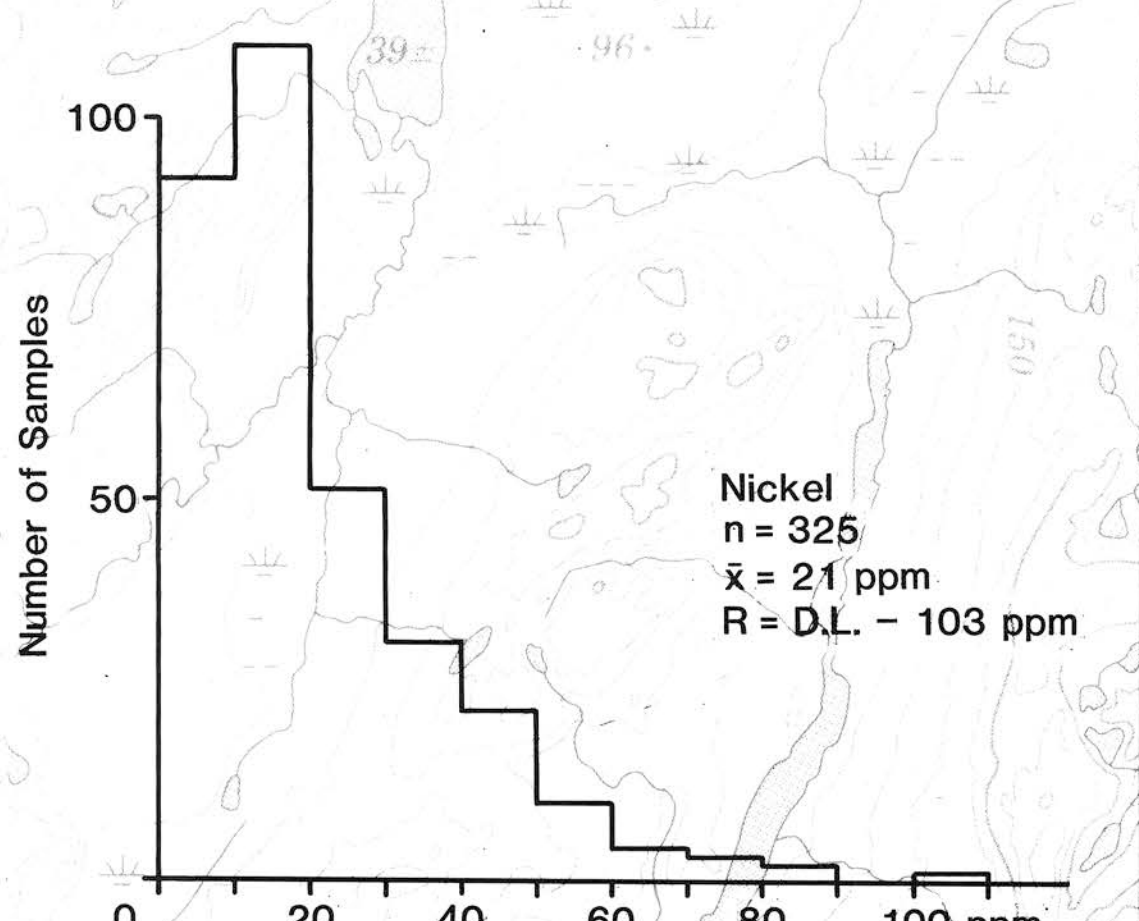 39
96
100
Number of Samples
50
150
Nickel
n = 325
x̄ = 21 ppm
R = D.L. – 103 ppm
0 20 40 60 80 100 ppm